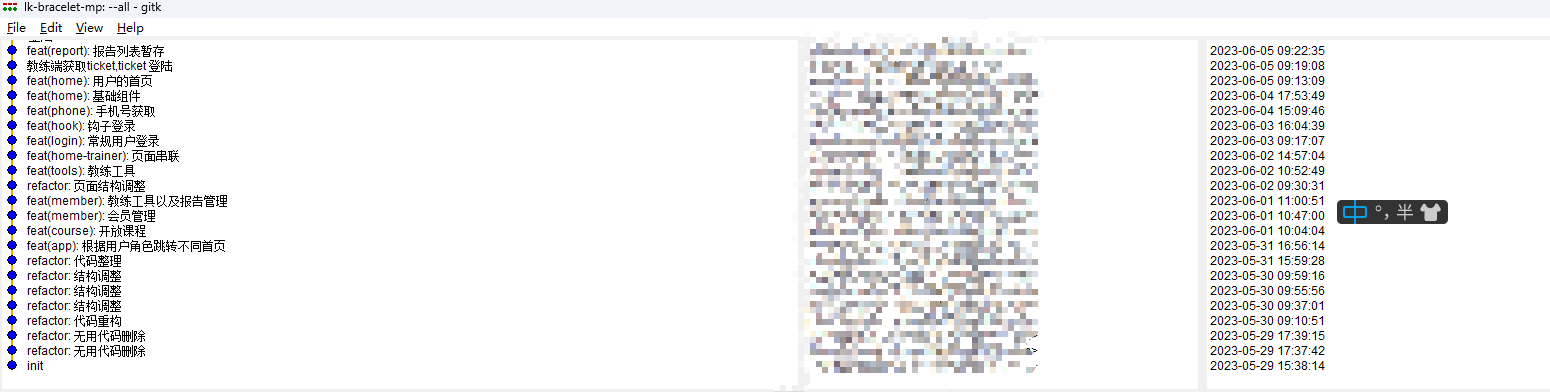 lk-bracelet-mp: --all - gitk
File Edit View Help
feat(report): 报告列表暂存 2023-06-05 09:22:35
教练端获取ticket,ticket登陆 2023-06-05 09:19:08
feat(home): 用户的首页 2023-06-05 09:13:09
feat(home): 基础组件 2023-06-04 17:53:49
feat(phone): 手机号获取 2023-06-04 15:09:46
feat(hook): 钩子登录 2023-06-03 16:04:39
feat(login): 常规用户登录 2023-06-03 09:17:07
feat(home-trainer): 页面串联 2023-06-02 14:57:04
feat(tools): 教练工具 2023-06-02 10:52:49
refactor: 页面结构调整 2023-06-02 09:30:31
feat(member): 教练工具以及报告管理 2023-06-01 11:00:51
feat(member): 会员管理 2023-06-01 10:47:00 中 °, 半
feat(course): 开放课程 2023-06-01 10:04:04
feat(app): 根据用户角色跳转不同首页 2023-05-31 16:56:14
refactor: 代码整理 2023-05-31 15:59:28
refactor: 结构调整 2023-05-30 09:59:16
refactor: 结构调整 2023-05-30 09:55:56
refactor: 结构调整 2023-05-30 09:37:01
refactor: 代码重构 2023-05-30 09:10:51
refactor: 无用代码删除 2023-05-29 17:39:15
refactor: 无用代码删除 2023-05-29 17:37:42
init 2023-05-29 15:38:14